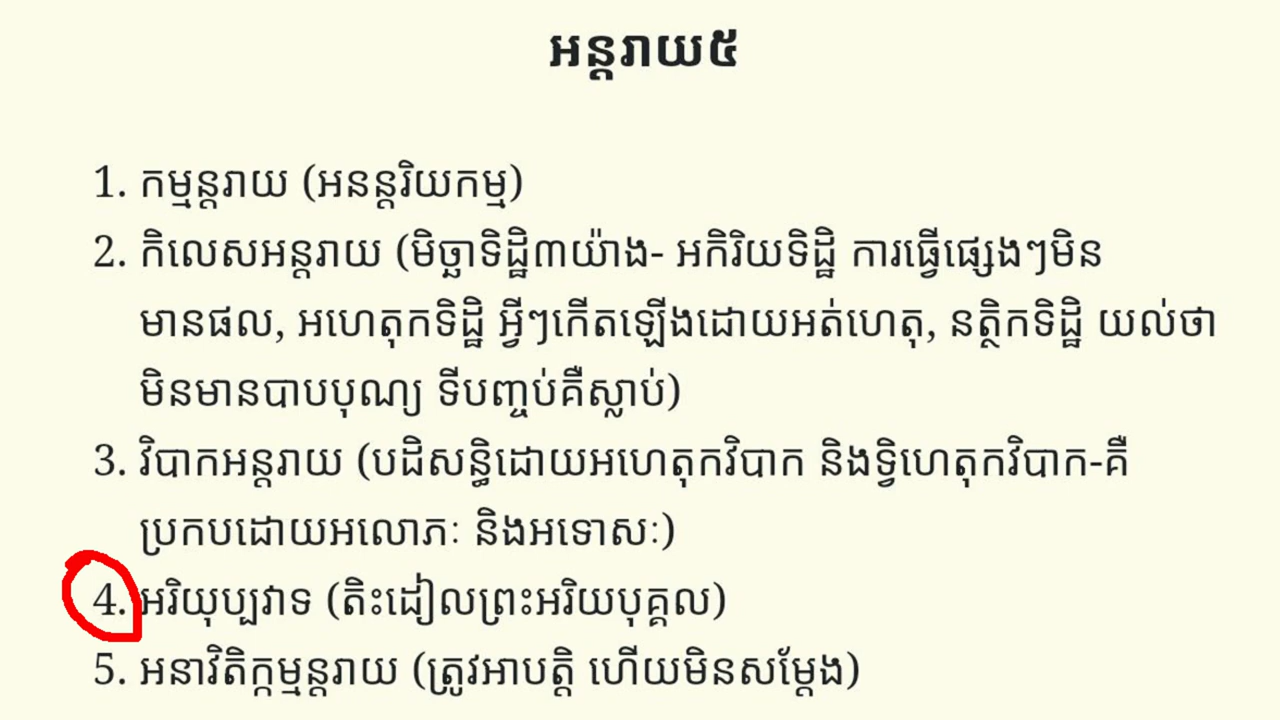 អន្តរាយ៥
1. កម្មន្តរាយ (អនន្តរិយកម្ម)
2. កិលេសអន្តរាយ (មិច្ឆាទិដ្ឋិ៣យ៉ាង- អកិរិយទិដ្ឋិ ការធ្វើផ្សេងៗមិន
មានផល, អហេតុកទិដ្ឋិ អ្វីៗកើតឡើងដោយអត់ហេតុ, នត្ថិកទិដ្ឋិ យល់ថា
មិនមានបាបបុណ្យ ទីបញ្ចប់គឺស្លាប់)
3. វិបាកអន្តរាយ (បដិសន្ធិដោយអហេតុកវិបាក និងទ្វិហេតុកវិបាក-គឺ
ប្រកបដោយអលោភៈ និងអទោសៈ)
4. អរិយុប្បវាទ (តិះដៀលព្រះអរិយបុគ្គល)
5. អនាវិតិក្កម្មន្តរាយ (ត្រូវអាបត្តិ ហើយមិនសម្តែង)